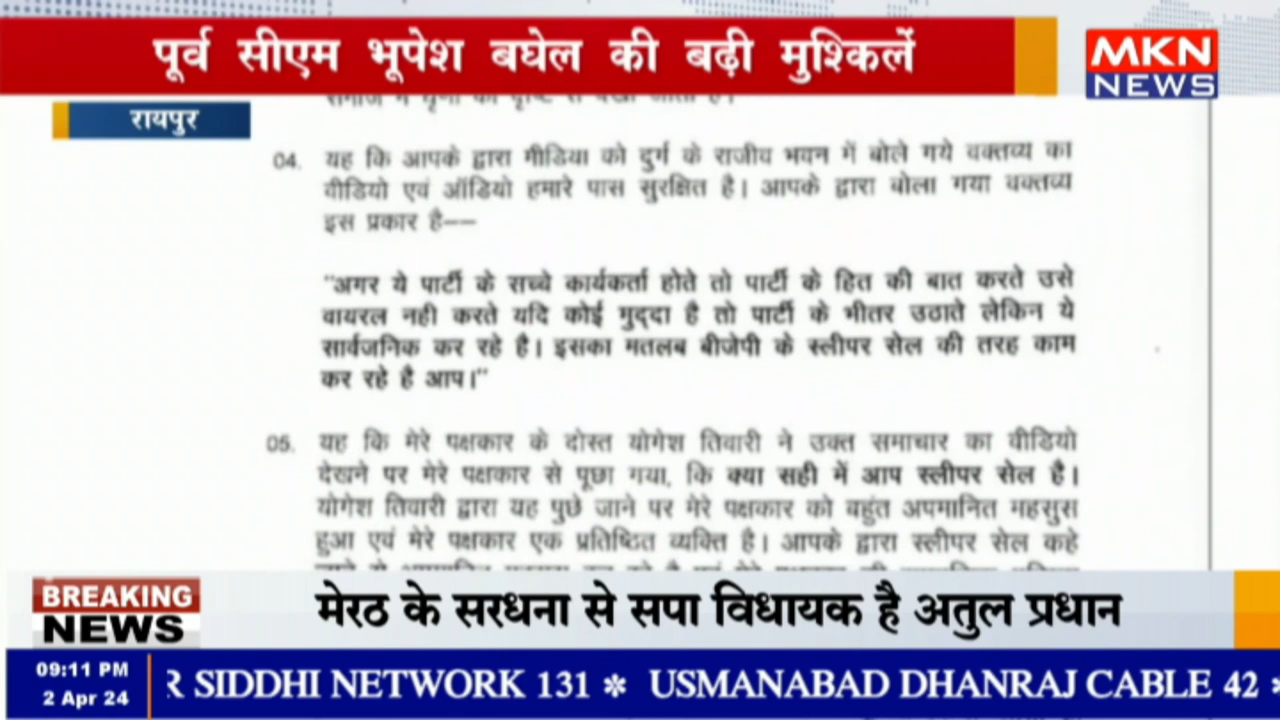 पूर्व सीएम भूपेश बघेल की बढ़ी मुश्किलें
MKN
NEWS
रायपुर
04. यह कि आपके द्वारा मीडिया को दुर्ग के राजीव भवन में बोले गये वक्तव्य का
वीडियो एवं ऑडियो हमारे पास सुरक्षित है। आपके द्वारा बोला गया वक्तव्य
इस प्रकार है——
"अगर ये पार्टी के सच्चे कार्यकर्ता होते तो पार्टी के हित की बात करते उसे
वायरल नही करते यदि कोई मुद्दा है तो पार्टी के भीतर उठाते लेकिन ये
सार्वजनिक कर रहे है। इसका मतलब बीजेपी के स्लीपर सेल की तरह काम
कर रहे है आप।"
05. यह कि मेरे पक्षकार के दोस्त योगेश तिवारी ने उक्त समाचार का वीडियो
देखने पर मेरे पक्षकार से पूछा गया, कि क्या सही में आप स्लीपर सेल है।
योगेश तिवारी द्वारा यह पुछे जाने पर मेरे पक्षकार को बहुंत अपमानित महसुस
हुआ एवं मेरे पक्षकार एक प्रतिष्ठित व्यक्ति है। आपके द्वारा स्लीपर सेल कहे
BREAKING
NEWS
मेरठ के सरधना से सपा विधायक है अतुल प्रधान
09:11 PM
2 Apr 24
R SIDDHI NETWORK 131 * USMANABAD DHANRAJ CABLE 42 *